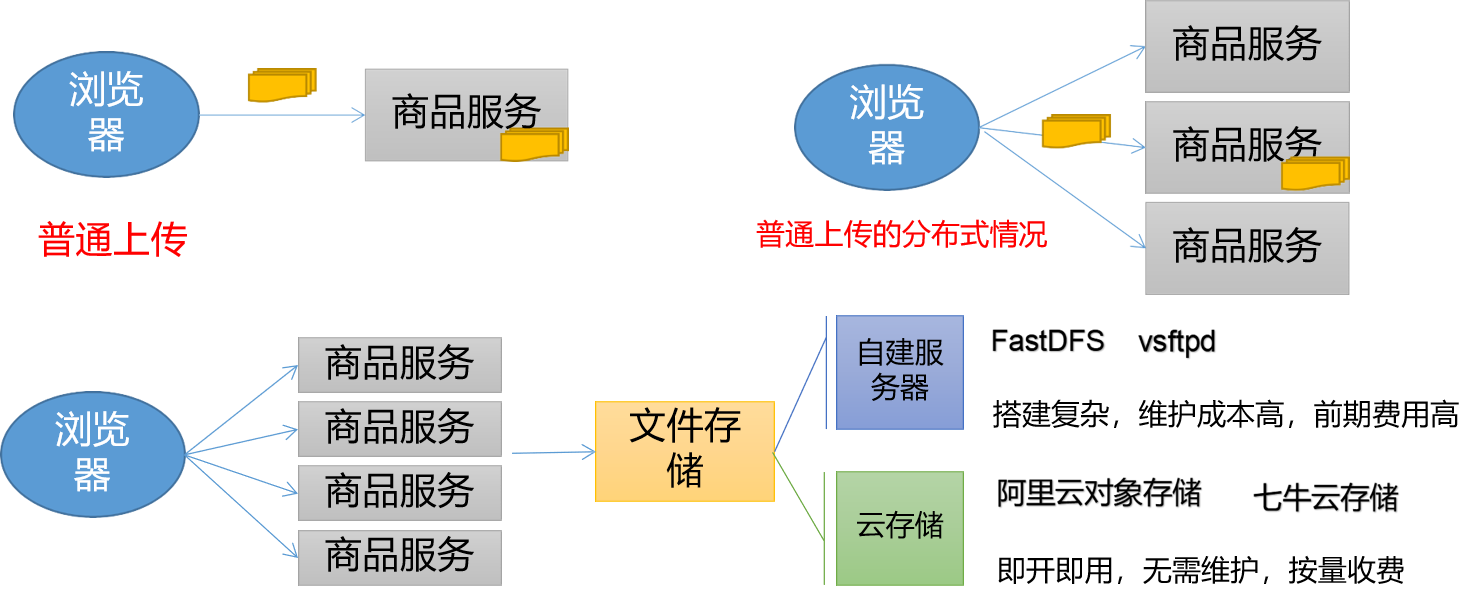 浏览
器
商品服务
普通上传
浏览
器
商品服务
商品服务
商品服务
普通上传的分布式情况
浏览
器
商品服务
商品服务
商品服务
商品服务
文件存
储
自建服
务器
FastDFS vsftpd
搭建复杂，维护成本高，前期费用高
云存储
阿里云对象存储 七牛云存储
即开即用，无需维护，按量收费